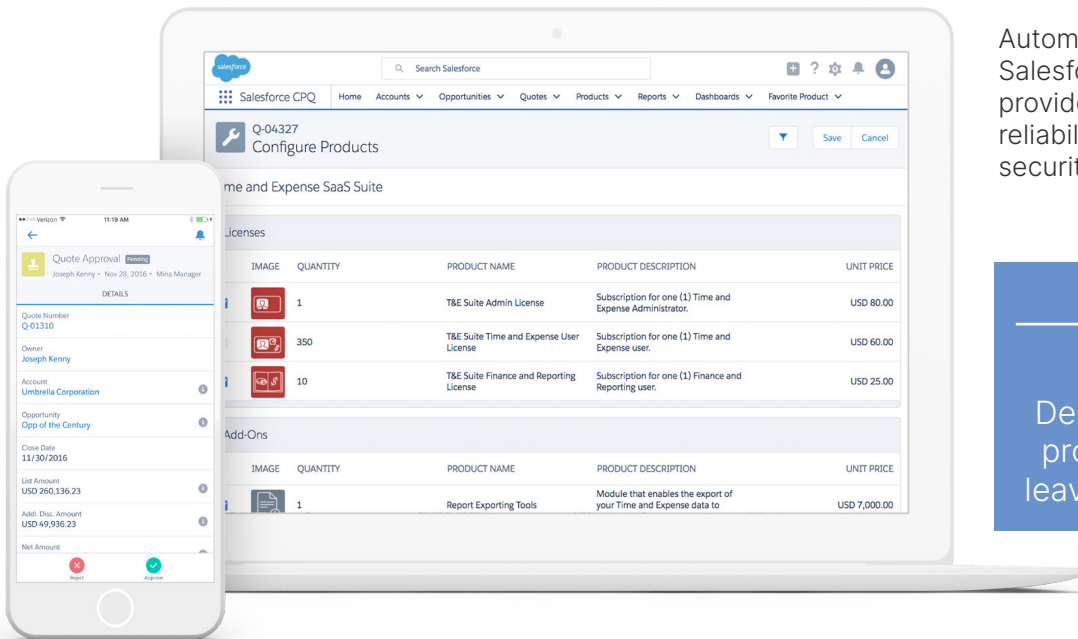 salesforce
Search Salesforce
Salesforce CPQ Home Accounts Opportunities Quotes Products Reports Dashboards Favorite Product
Q-04327
Configure Products
Save Cancel
me and Expense SaaS Suite
Licenses
IMAGE QUANTITY PRODUCT NAME PRODUCT DESCRIPTION UNIT PRICE
1 T&E Suite Admin License Subscription for one (1) Time and
Expense Administrator. USD 80.00
350 T&E Suite Time and Expense User
License Subscription for one (1) Time and
Expense user. USD 60.00
10 T&E Suite Finance and Reporting
License Subscription for one (1) Finance and
Reporting user. USD 25.00
Add-Ons
IMAGE QUANTITY PRODUCT NAME PRODUCT DESCRIPTION UNIT PRICE
1 Report Exporting Tools Module that enables the export of
your Time and Expense data to USD 7,000.00
Verizon 11:19 AM
Quote Approval Pending
Joseph Kenny • Nov 28, 2016 • Mina Manager
DETAILS
Quote Number
Q-01310
Owner
Joseph Kenny
Account
Umbrella Corporation
Opportunity
Opp of the Century
Close Date
11/30/2016
List Amount
USD 260,136.23
Addl. Disc. Amount
USD 49,936.23
Net Amount
Reject Approve
Autom
Salesfo
provide
reliabil
securit
De
pro
leav